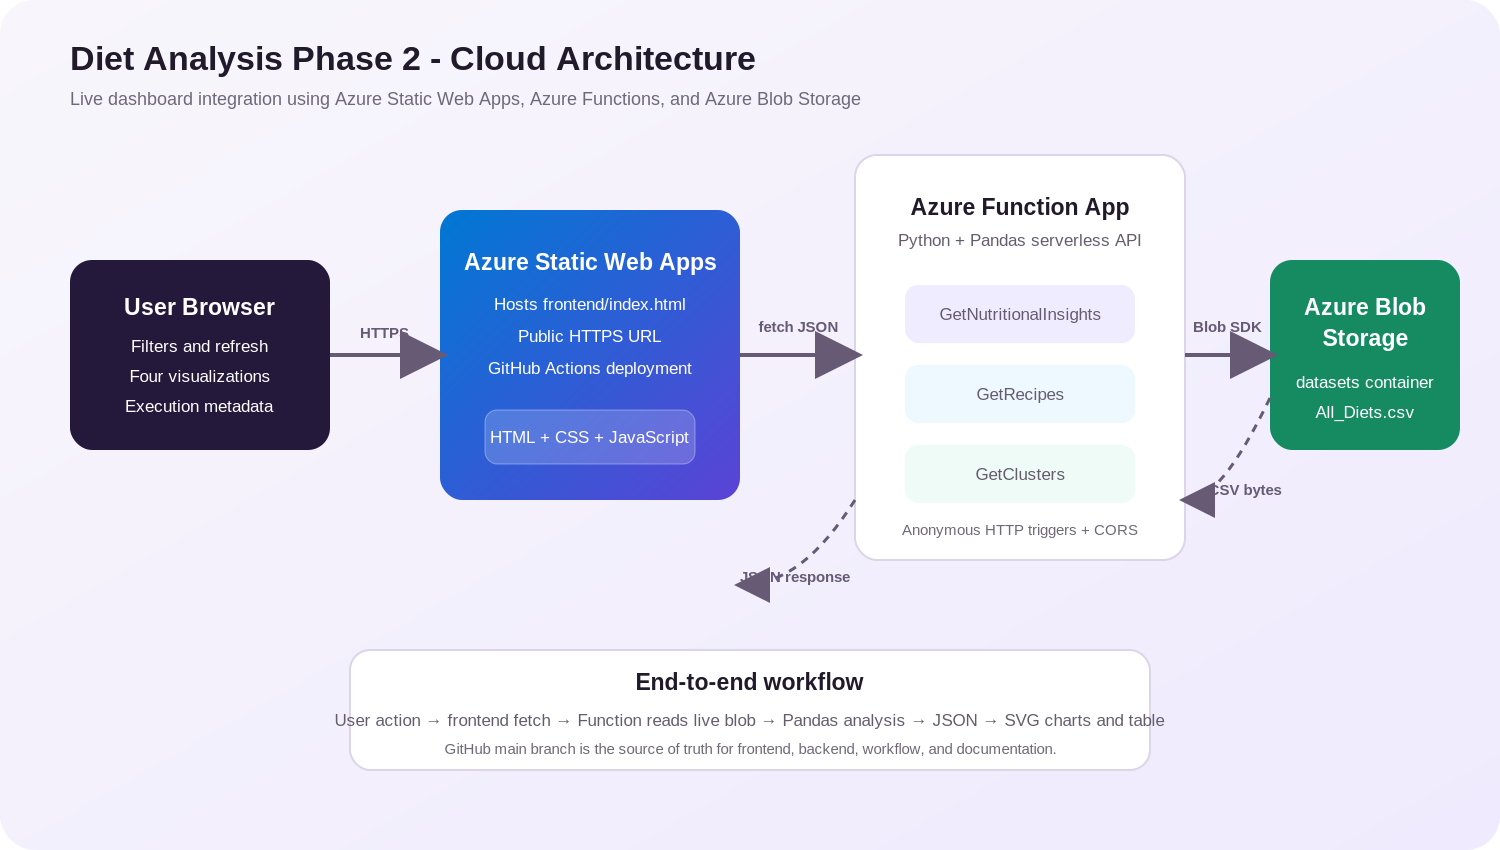 Diet Analysis Phase 2 - Cloud Architecture
Live dashboard integration using Azure Static Web Apps, Azure Functions, and Azure Blob Storage
User Browser
Filters and refresh
Four visualizations
Execution metadata
HTTPS
Azure Static Web Apps
Hosts frontend/index.html
Public HTTPS URL
GitHub Actions deployment
HTML + CSS + JavaScript
fetch JSON
Azure Function App
Python + Pandas serverless API
GetNutritionalInsights
GetRecipes
GetClusters
Anonymous HTTP triggers + CORS
Blob SDK
Azure Blob
Storage
datasets container
All_Diets.csv
CSV bytes
JSON response
End-to-end workflow
User action → frontend fetch → Function reads live blob → Pandas analysis → JSON → SVG charts and table
GitHub main branch is the source of truth for frontend, backend, workflow, and documentation.